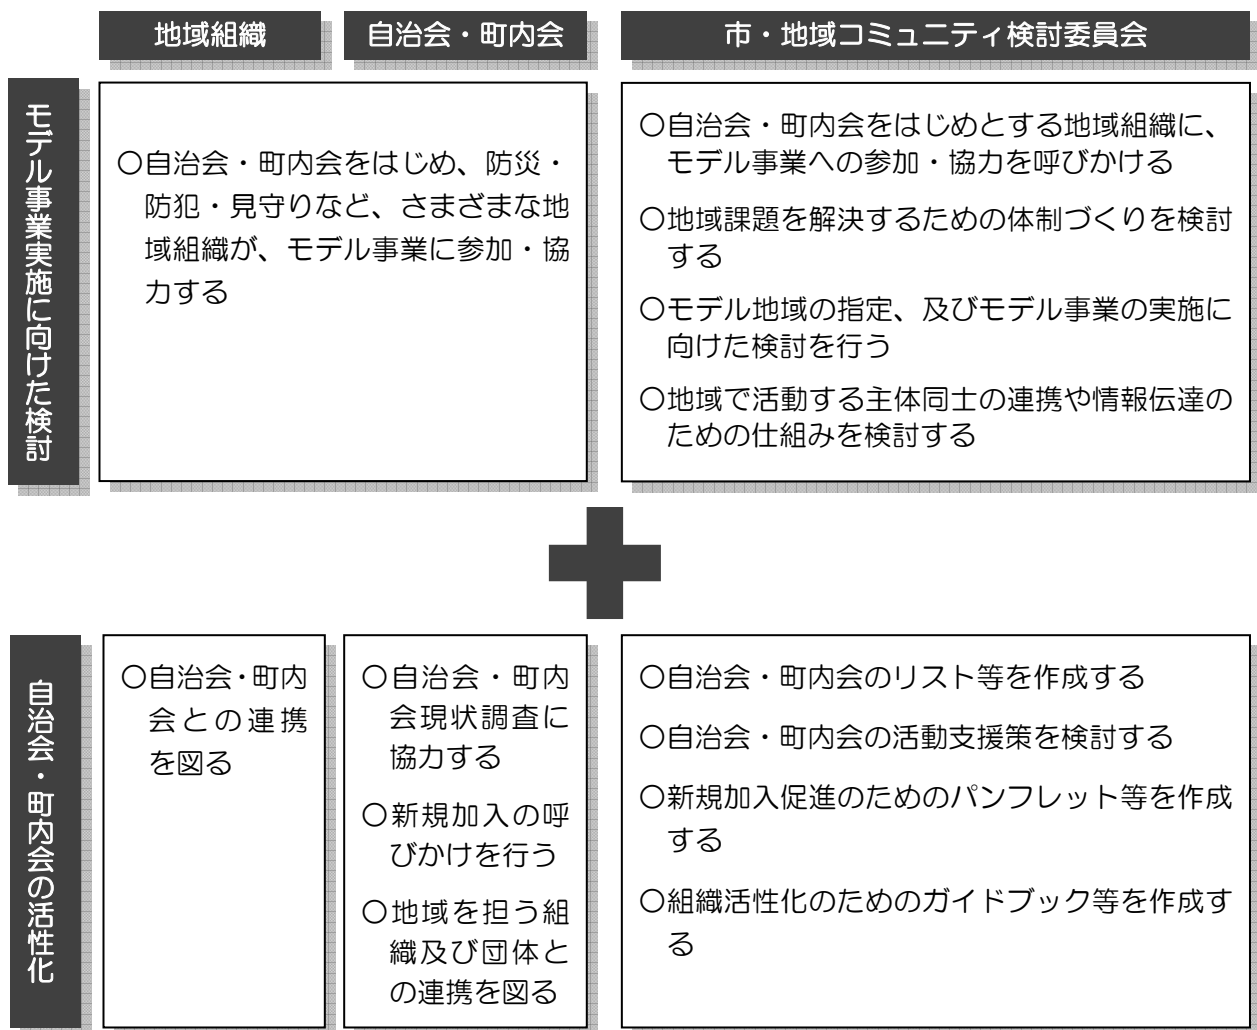 地域組織
自治会・町内会
市・地域コミュニティ検討委員会
モデル事業実施に向けた検討
〇自治会・町内会をはじめ、防災・
防犯・見守りなど、さまざまな地
域組織が、モデル事業に参加・協
力する
〇自治会・町内会をはじめとする地域組織に、
モデル事業への参加・協力を呼びかける
〇地域課題を解決するための体制づくりを検討
する
〇モデル地域の指定、及びモデル事業の実施に
向けた検討を行う
〇地域で活動する主体同士の連携や情報伝達の
ための仕組みを検討する
自治会・町内会の活性化
〇自治会・町内
会との連携
を図る
〇自治会・町内
会現状調査に
協力する
〇新規加入の呼
びかけを行う
〇地域を担う組
織及び団体と
の連携を図る
〇自治会・町内会のリスト等を作成する
〇自治会・町内会の活動支援策を検討する
〇新規加入促進のためのパンフレット等を作成
する
〇組織活性化のためのガイドブック等を作成す
る